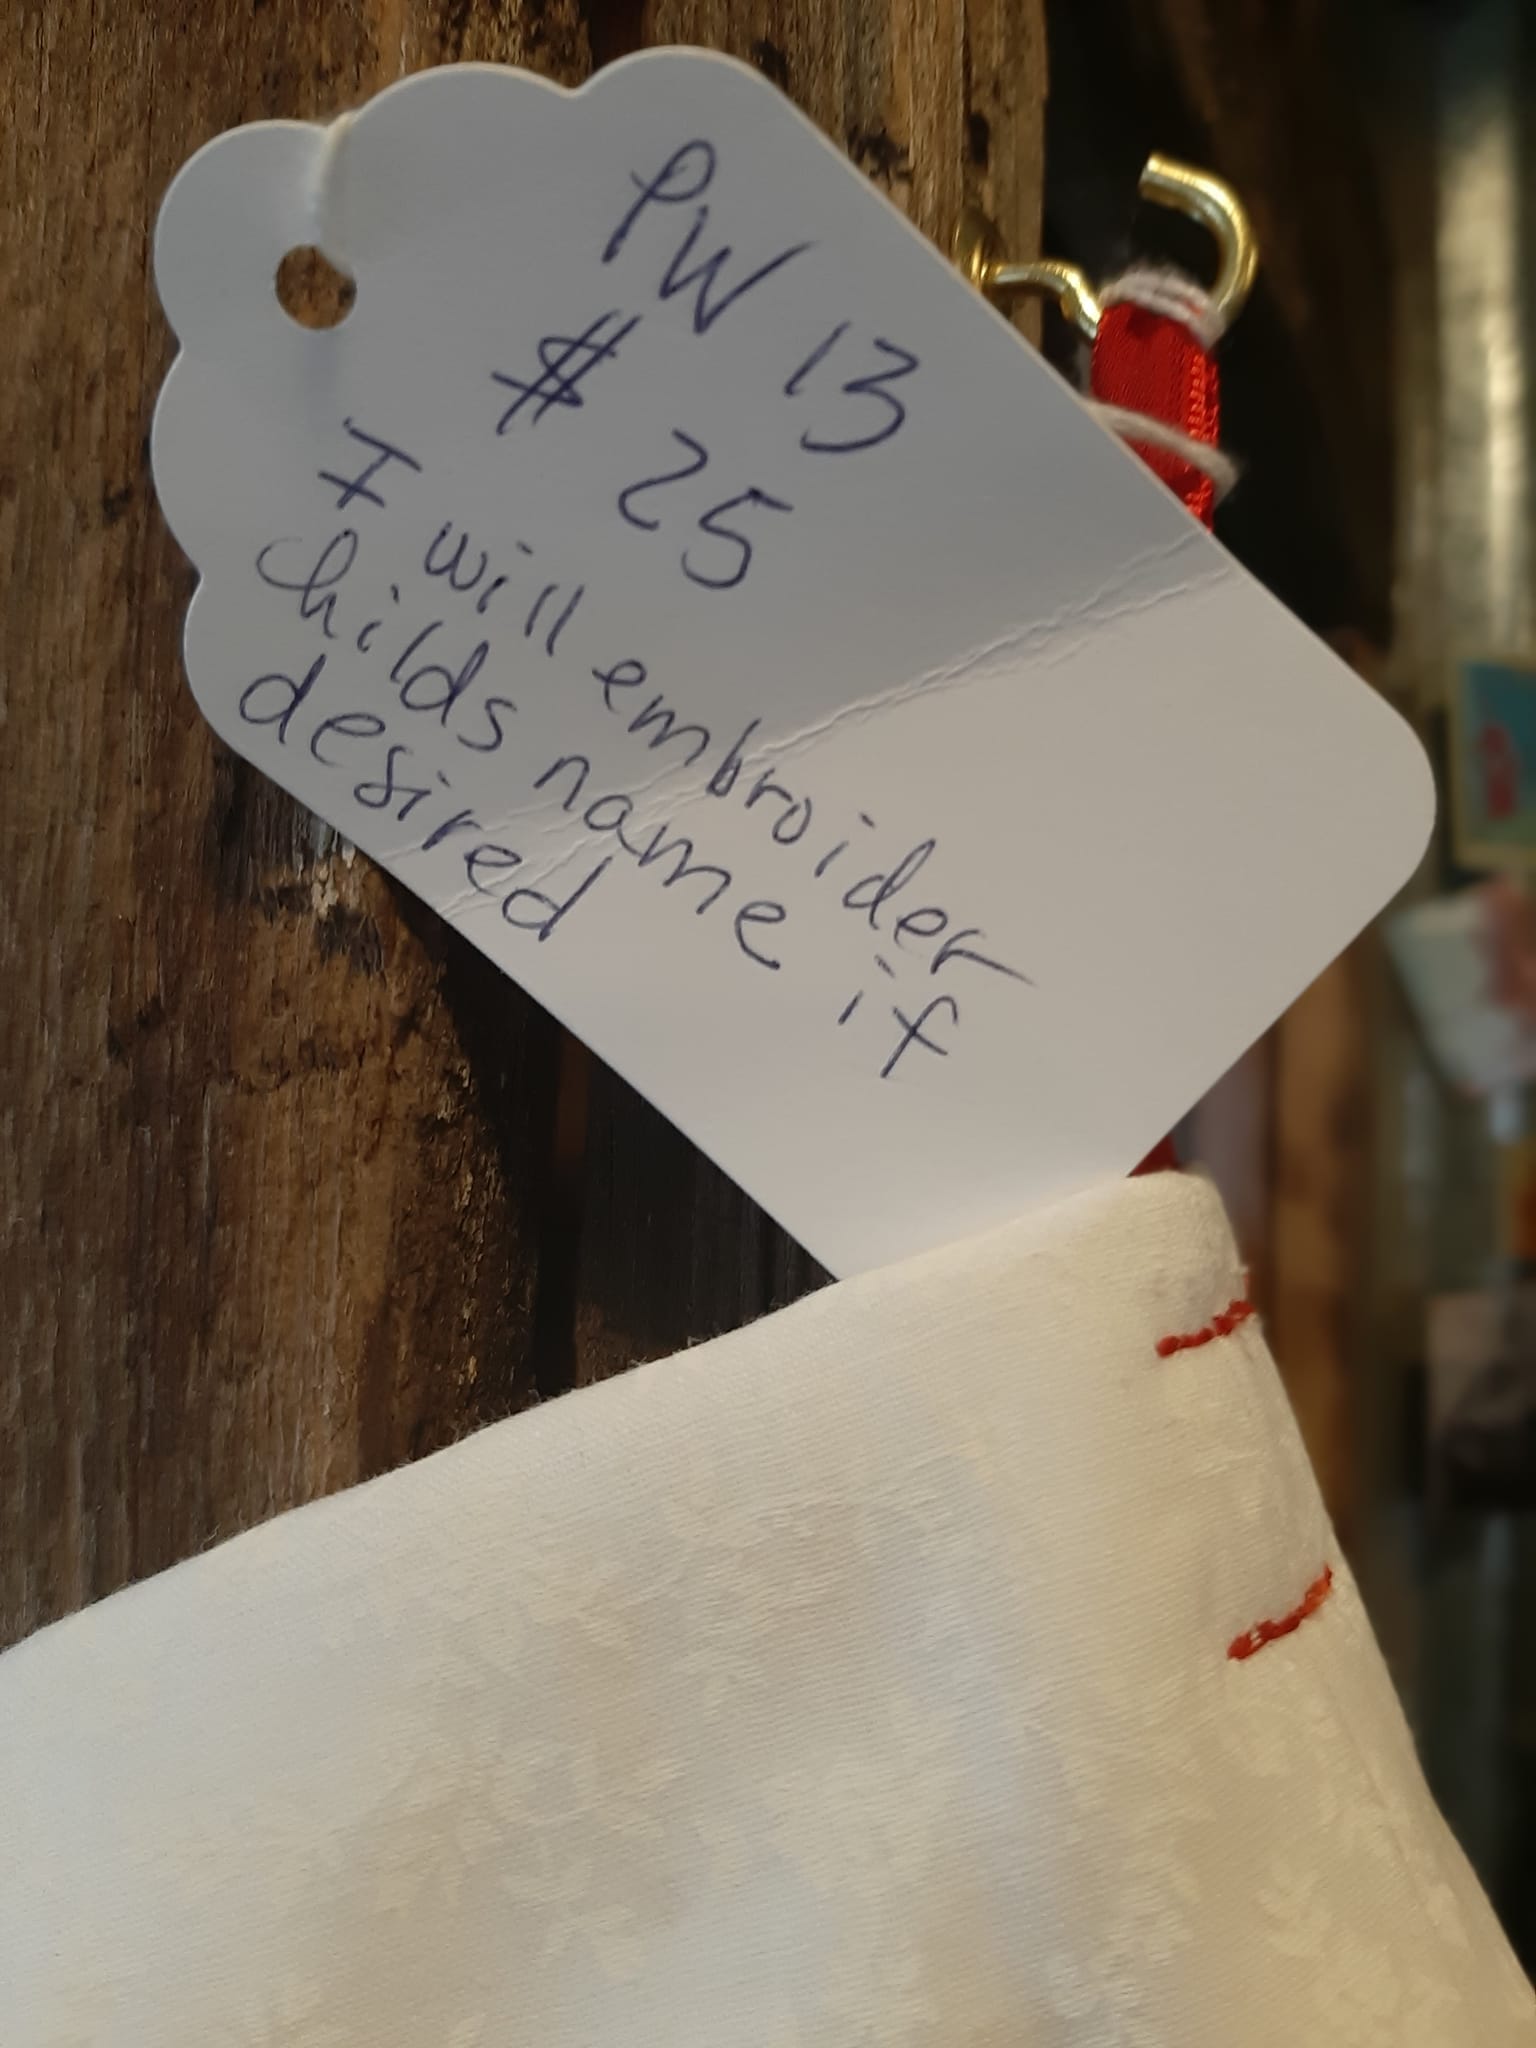 PW 13
# 25
I will embroider
childs name if
desired